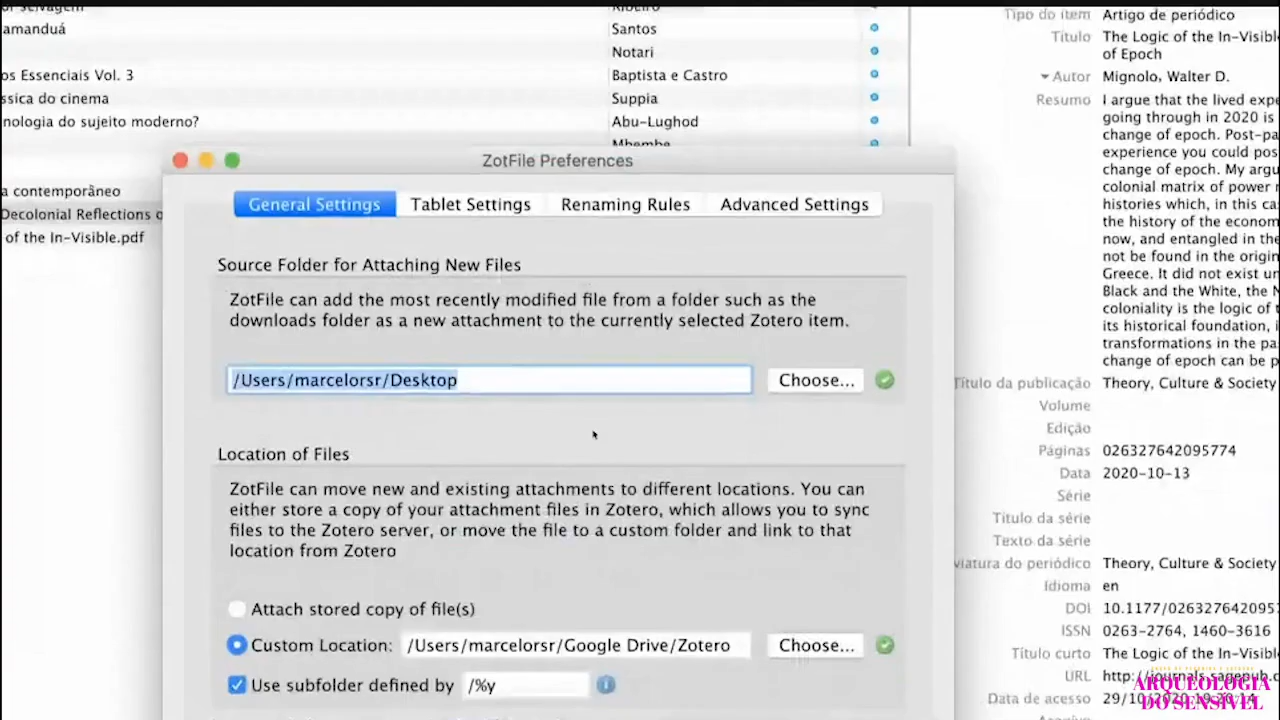 Ribeiro
amanduá
Santos
Notari
os Essenciais Vol. 3
Baptista e Castro
ssica do cinema
Suppia
nologia do sujeito moderno?
Abu-Lughod
Mbembe
a contemporâneo
Decolonial Reflections o
of the In-Visible.pdf
ZotFile Preferences
General Settings
Tablet Settings
Renaming Rules
Advanced Settings
Source Folder for Attaching New Files
ZotFile can add the most recently modified file from a folder such as the
downloads folder as a new attachment to the currently selected Zotero item.
/Users/marcelorsr/Desktop
Choose...
Location of Files
ZotFile can move new and existing attachments to different locations. You can
either store a copy of your attachment files in Zotero, which allows you to sync
files to the Zotero server, or move the file to a custom folder and link to that
location from Zotero
Attach stored copy of file(s)
Custom Location: /Users/marcelorsr/Google Drive/Zotero
Choose...
Use subfolder defined by /%y
Tipo do item Artigo de periódico
Título The Logic of the In-Visibl
of Epoch
Autor Mignolo, Walter D.
Resumo I argue that the lived expe
going through in 2020 is
change of epoch. Post-pa
experience you could pos
change of epoch. My argu
colonial matrix of power
histories which, in this ca
the history of the econom
now, and entangled in the
not be found in the origin
Greece. It did not exist un
Black and the White, the N
coloniality is the logic of
its historical foundation, i
transformations in the pa
change of epoch can be p
Título da publicação Theory, Culture & Society
Volume
Edição
Páginas 026327642095774
Data 2020-10-13
Série
Título da série
Texto da série
viatura do periódico Theory, Culture & Society
Idioma en
DOI 10.1177/0263276420957
ISSN 0263-2764, 1460-3616
Título curto The Logic of the In-Visibl
URL http://journals.sagepub.c
Data de acesso 29/10/2020 19:20:14
ARQUEOLOGIA
DO SENSÍVEL